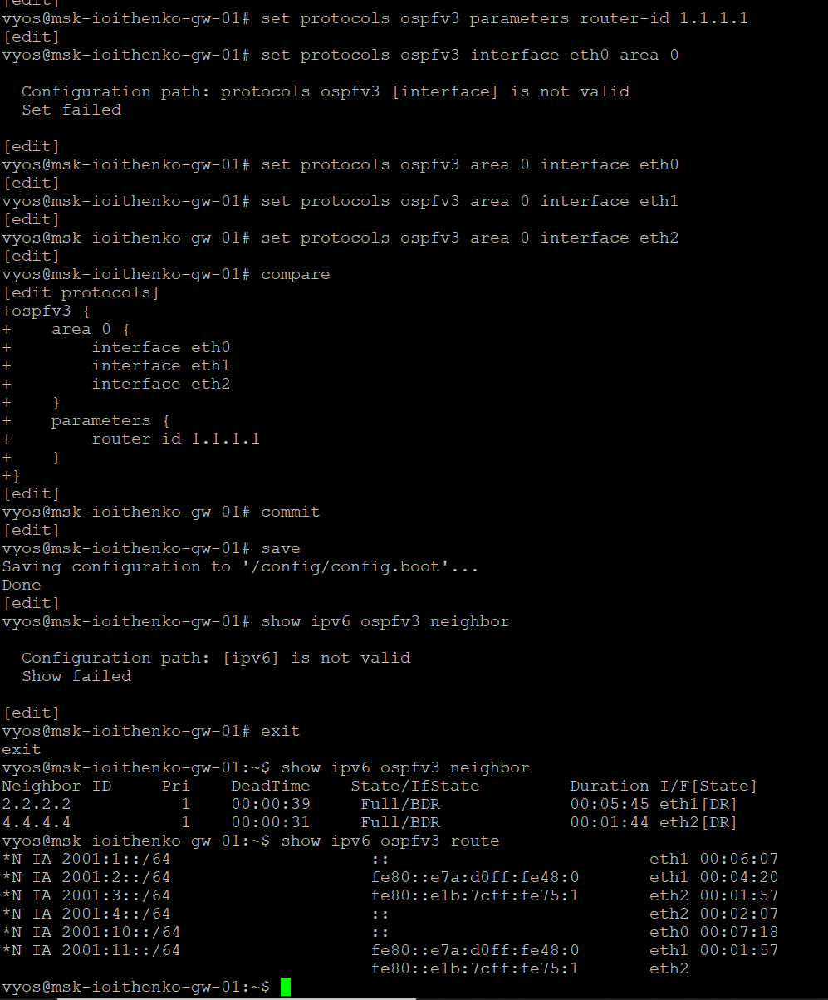 [edit]
vyos@msk-ioithenko-gw-01# set protocols ospfv3 parameters router-id 1.1.1.1
[edit]
vyos@msk-ioithenko-gw-01# set protocols ospfv3 interface eth0 area 0
  Configuration path: protocols ospfv3 [interface] is not valid
  Set failed
[edit]
vyos@msk-ioithenko-gw-01# set protocols ospfv3 area 0 interface eth0
[edit]
vyos@msk-ioithenko-gw-01# set protocols ospfv3 area 0 interface eth1
[edit]
vyos@msk-ioithenko-gw-01# set protocols ospfv3 area 0 interface eth2
[edit]
vyos@msk-ioithenko-gw-01# compare
[edit protocols]
+ospfv3 {
+    area 0 {
+        interface eth0
+        interface eth1
+        interface eth2
+    }
+    parameters {
+        router-id 1.1.1.1
+    }
+}
[edit]
vyos@msk-ioithenko-gw-01# commit
[edit]
vyos@msk-ioithenko-gw-01# save
Saving configuration to '/config/config.boot'...
Done
[edit]
vyos@msk-ioithenko-gw-01# show ipv6 ospfv3 neighbor
  Configuration path: [ipv6] is not valid
  Show failed
[edit]
vyos@msk-ioithenko-gw-01# exit
exit
vyos@msk-ioithenko-gw-01:~$ show ipv6 ospfv3 neighbor
Neighbor ID     Pri    DeadTime    State/IfState         Duration I/F[State]
2.2.2.2           1    00:00:39     Full/BDR             00:05:45 eth1[DR]
4.4.4.4           1    00:00:31     Full/BDR             00:01:44 eth2[DR]
vyos@msk-ioithenko-gw-01:~$ show ipv6 ospfv3 route
*N IA 2001:1::/64                    ::                          eth1 00:06:07
*N IA 2001:2::/64                    fe80::e7a:d0ff:fe48:0       eth1 00:04:20
*N IA 2001:3::/64                    fe80::e1b:7cff:fe75:1       eth2 00:01:57
*N IA 2001:4::/64                    ::                          eth2 00:02:07
*N IA 2001:10::/64                   ::                          eth0 00:07:18
*N IA 2001:11::/64                   fe80::e7a:d0ff:fe48:0       eth1 00:01:57
                                     fe80::e1b:7cff:fe75:1       eth2
vyos@msk-ioithenko-gw-01:~$